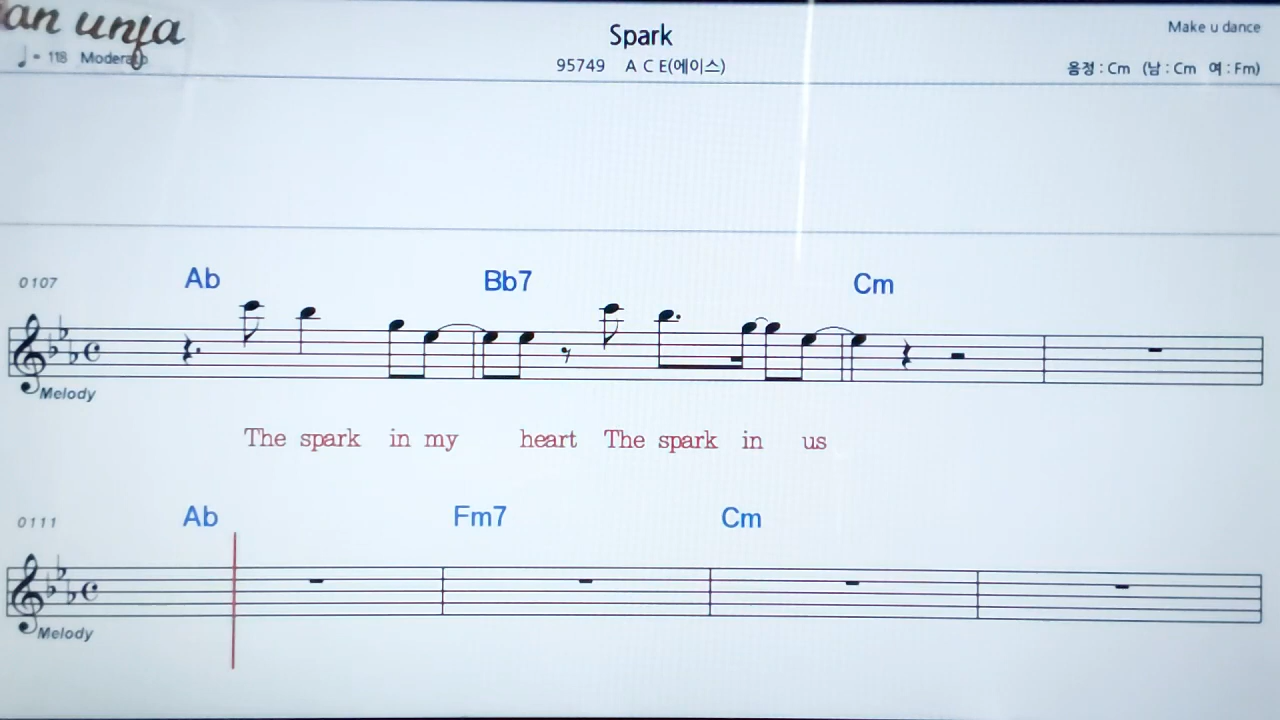 an unja
Spark
Make u dance
♩ = 118 Moderato
95749 A C E(에이스)
음정 : Cm (남 : Cm 여 : Fm)
0107
Ab Bb7 Cm
Melody
The spark in my heart The spark in us
0111
Ab Fm7 Cm
Melody